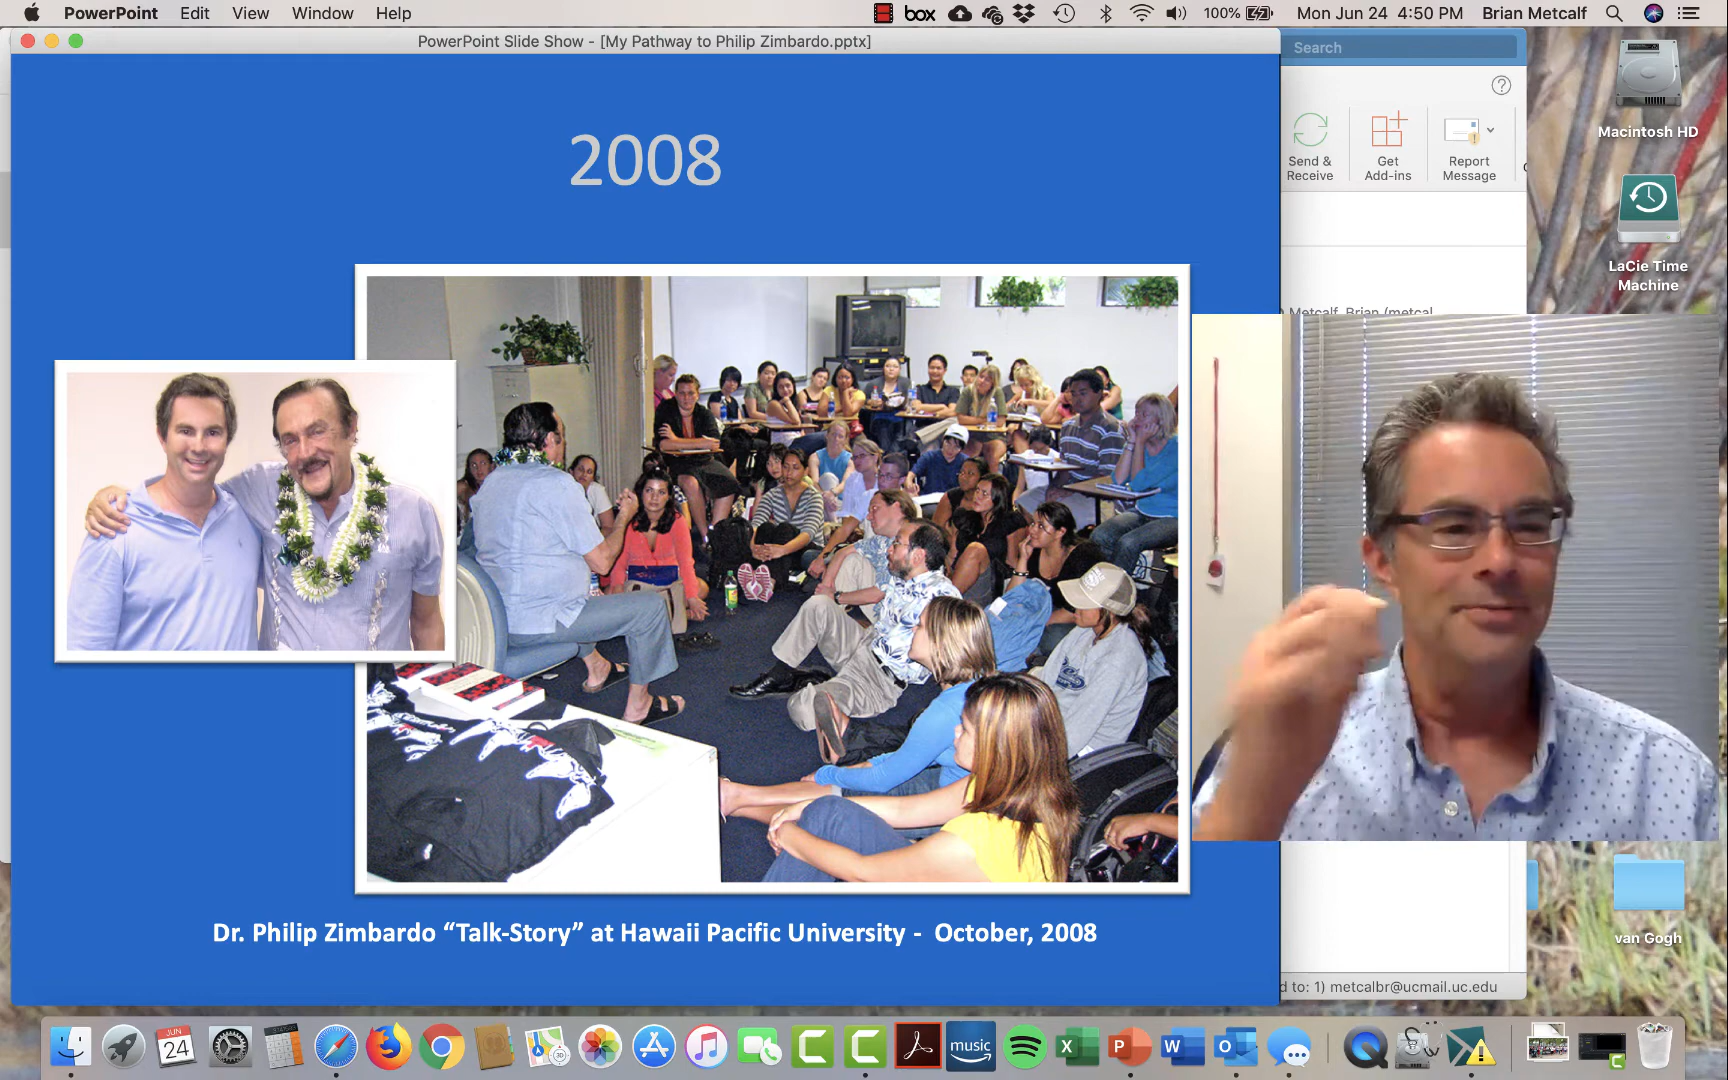 PowerPoint Edit View Window Help
box 100% Mon Jun 24 4:50 PM Brian Metcalf
PowerPoint Slide Show - [My Pathway to Philip Zimbardo.pptx]
Search
Macintosh HD
Send & Receive
Get Add-ins
Report Message
LaCie Time Machine
2008
Metcalf, Brian (metcal
Dr. Philip Zimbardo “Talk-Story” at Hawaii Pacific University - October, 2008
van Gogh
d to: 1) metcalbr@ucmail.uc.edu
JUN
24
music